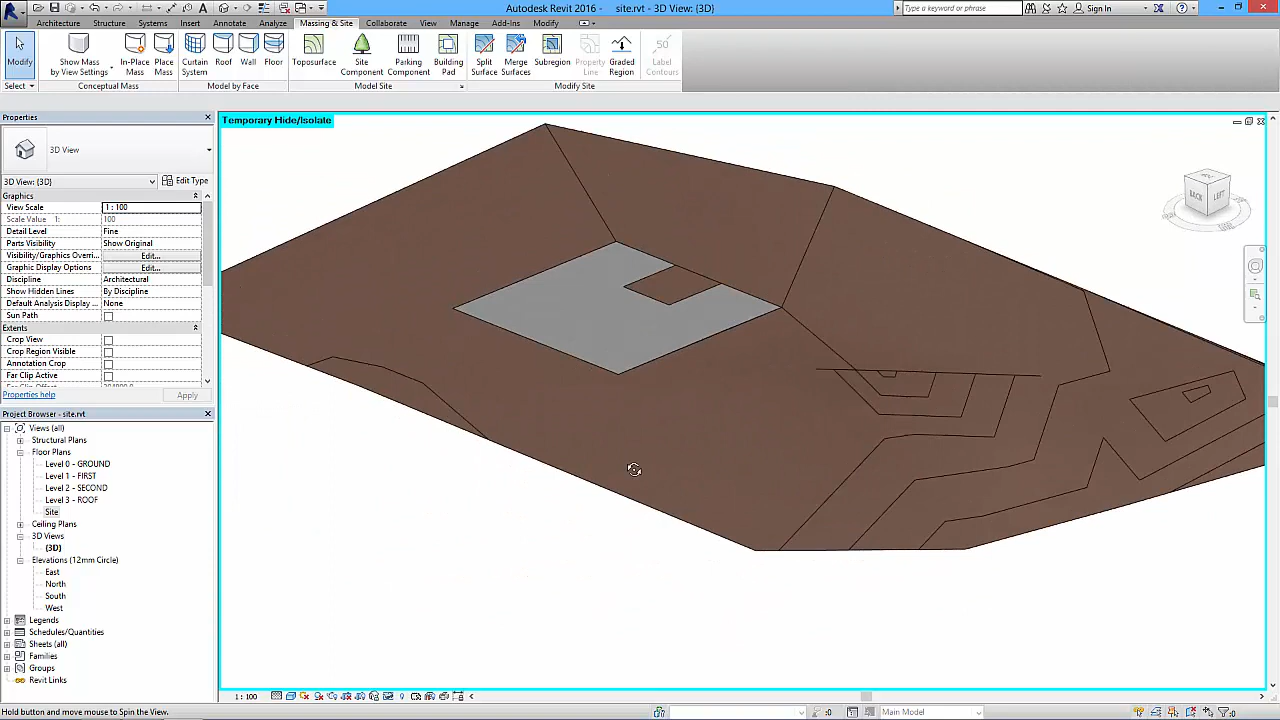 Autodesk Revit 2016 - site.rvt - 3D View: {3D}
Type a keyword or phrase
Sign In
Architecture Structure Systems Insert Annotate Analyze Massing & Site Collaborate View Manage Add-Ins Modify
Modify
Show Mass
by View Settings
In-Place
Mass
Place
Mass
Curtain
System
Roof
Wall
Floor
Toposurface
Site
Component
Parking
Component
Building
Pad
Split
Surface
Merge
Surfaces
Subregion
Property
Line
Graded
Region
50
Label
Contours
Select
Conceptual Mass
Model by Face
Model Site
Modify Site
Properties
3D View
3D View: {3D}
Edit Type
Graphics
View Scale 1 : 100
Scale Value 1: 100
Detail Level Fine
Parts Visibility Show Original
Visibility/Graphics Overri... Edit...
Graphic Display Options Edit...
Discipline Architectural
Show Hidden Lines By Discipline
Default Analysis Display ... None
Sun Path
Extents
Crop View
Crop Region Visible
Annotation Crop
Far Clip Active
Properties help
Apply
Project Browser - site.rvt
Views (all)
Structural Plans
Floor Plans
Level 0 - GROUND
Level 1 - FIRST
Level 2 - SECOND
Level 3 - ROOF
Site
Ceiling Plans
3D Views
{3D}
Elevations (12mm Circle)
East
North
South
West
Legends
Schedules/Quantities
Sheets (all)
Families
Groups
Revit Links
Temporary Hide/Isolate
BACK
LEFT
1 : 100
Hold button and move mouse to Spin the View.
:0
Main Model
:0